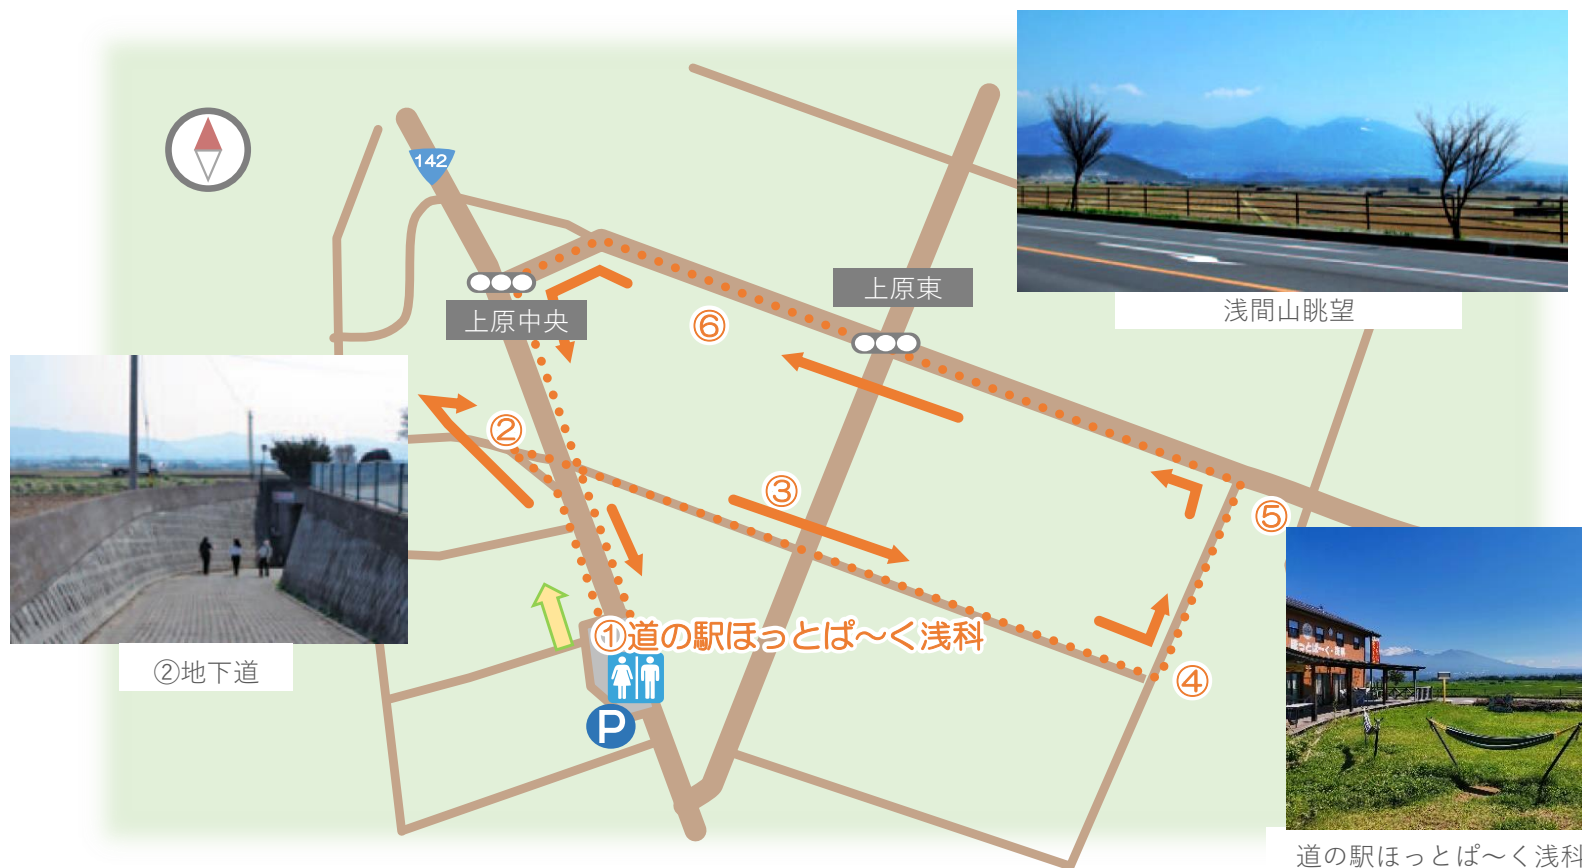 142
上原中央
上原東
浅間山眺望
⑥
②
③
⑤
①道の駅ほっとぱ〜く浅科
④
②地下道
P
道の駅ほっとぱ〜く浅科